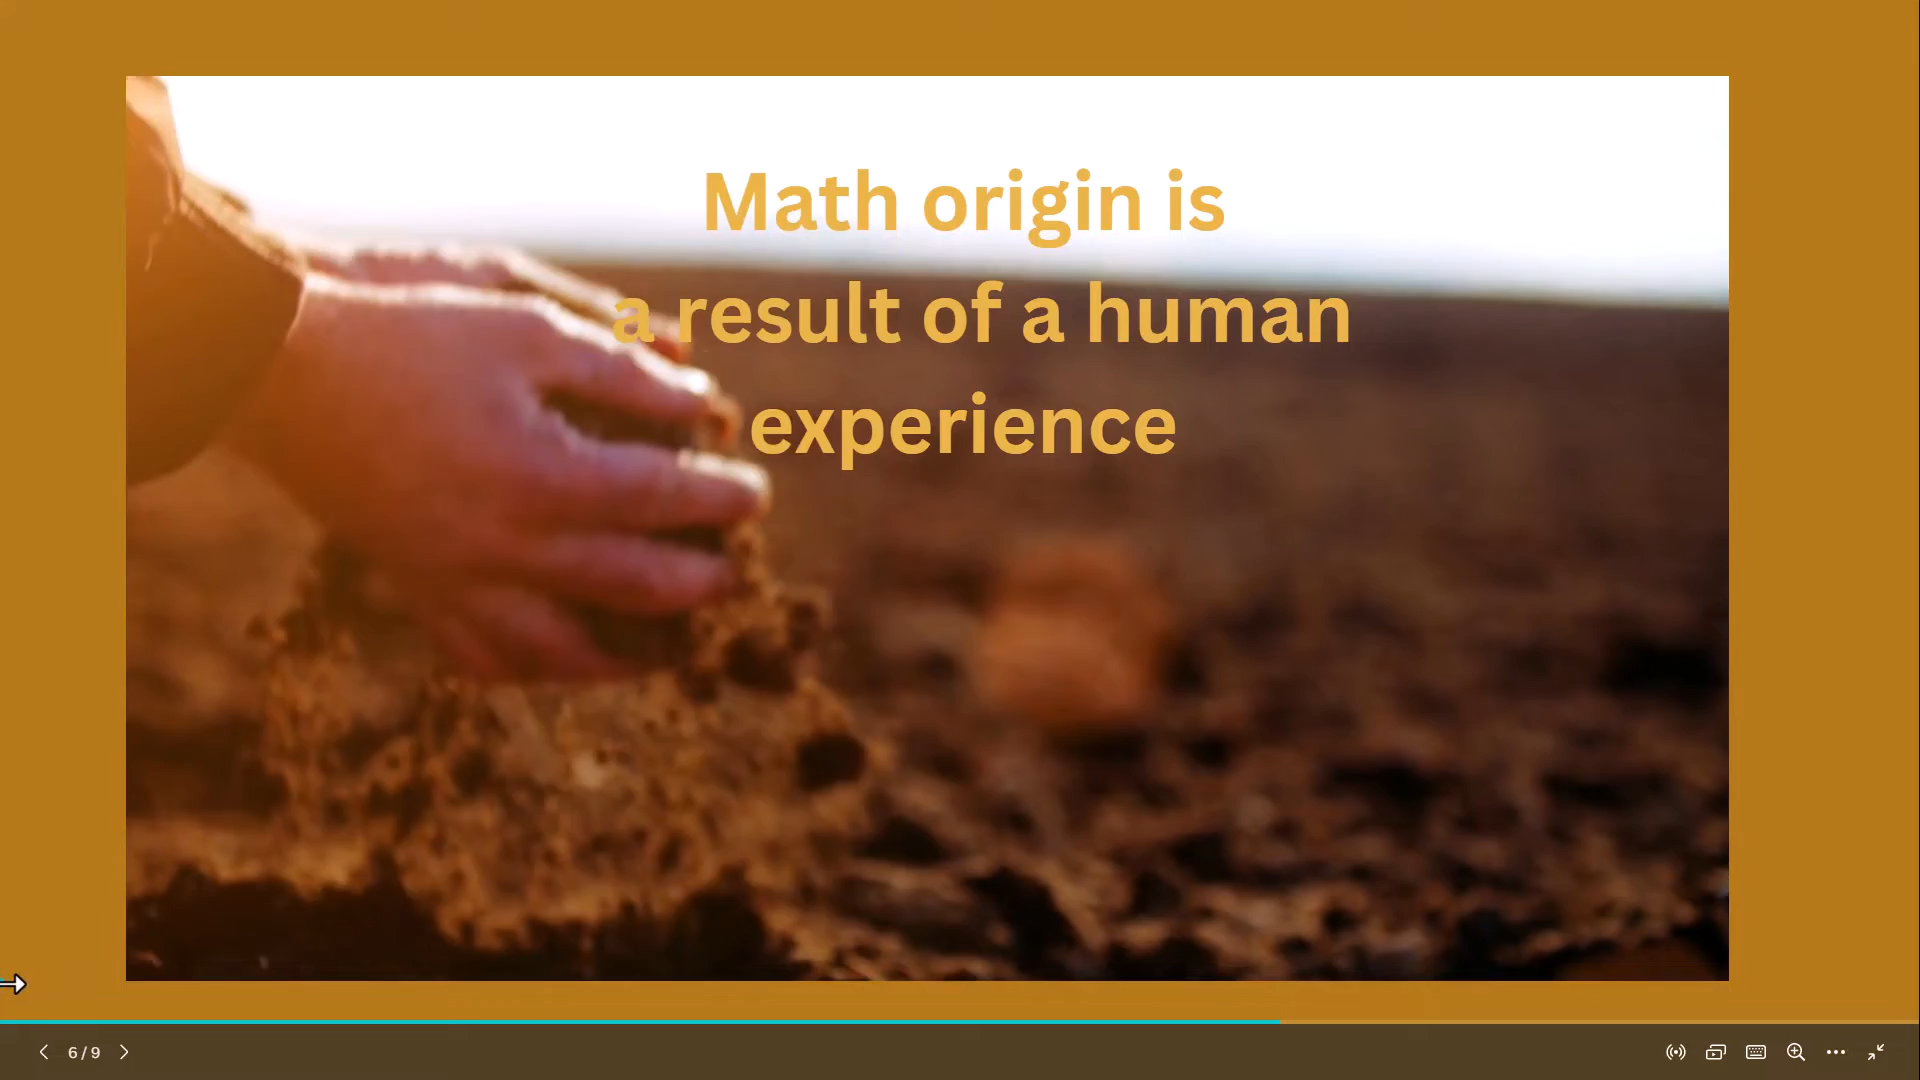 Math origin is
a result of a human
experience
6/9